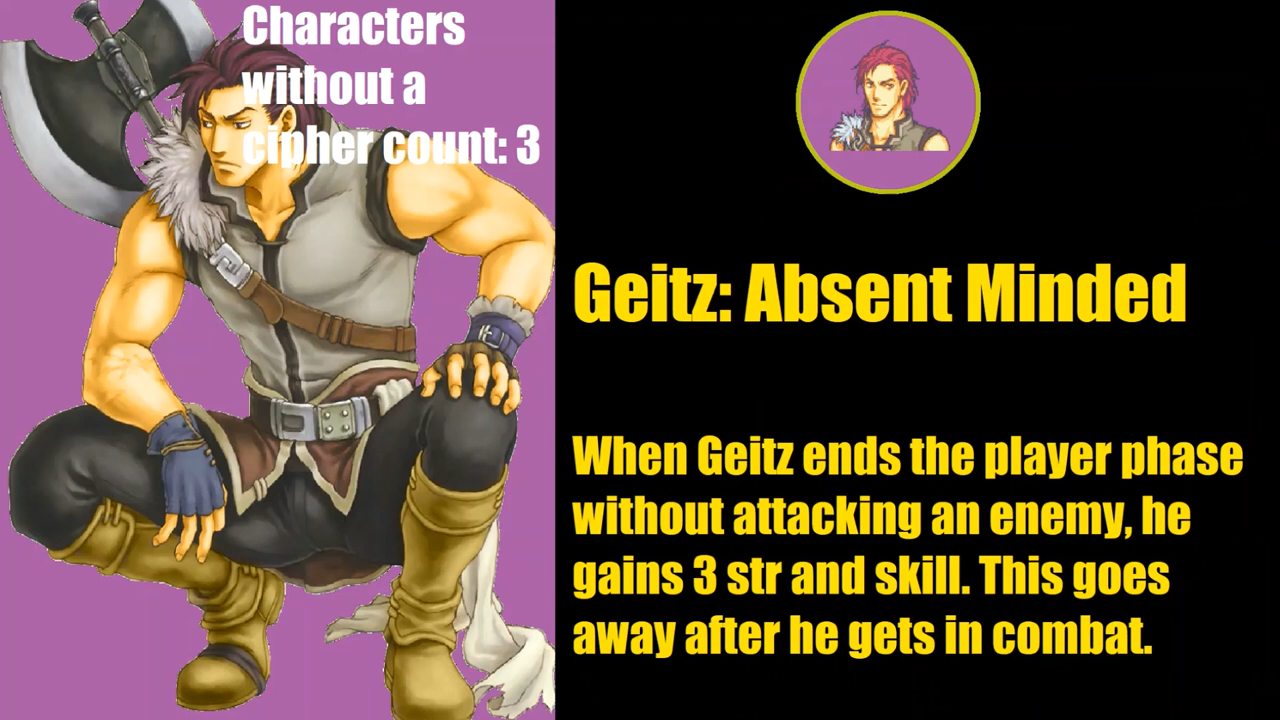 Characters
without a
cipher count: 3
Geitz: Absent Minded
When Geitz ends the player phase
without attacking an enemy, he
gains 3 str and skill. This goes
away after he gets in combat.